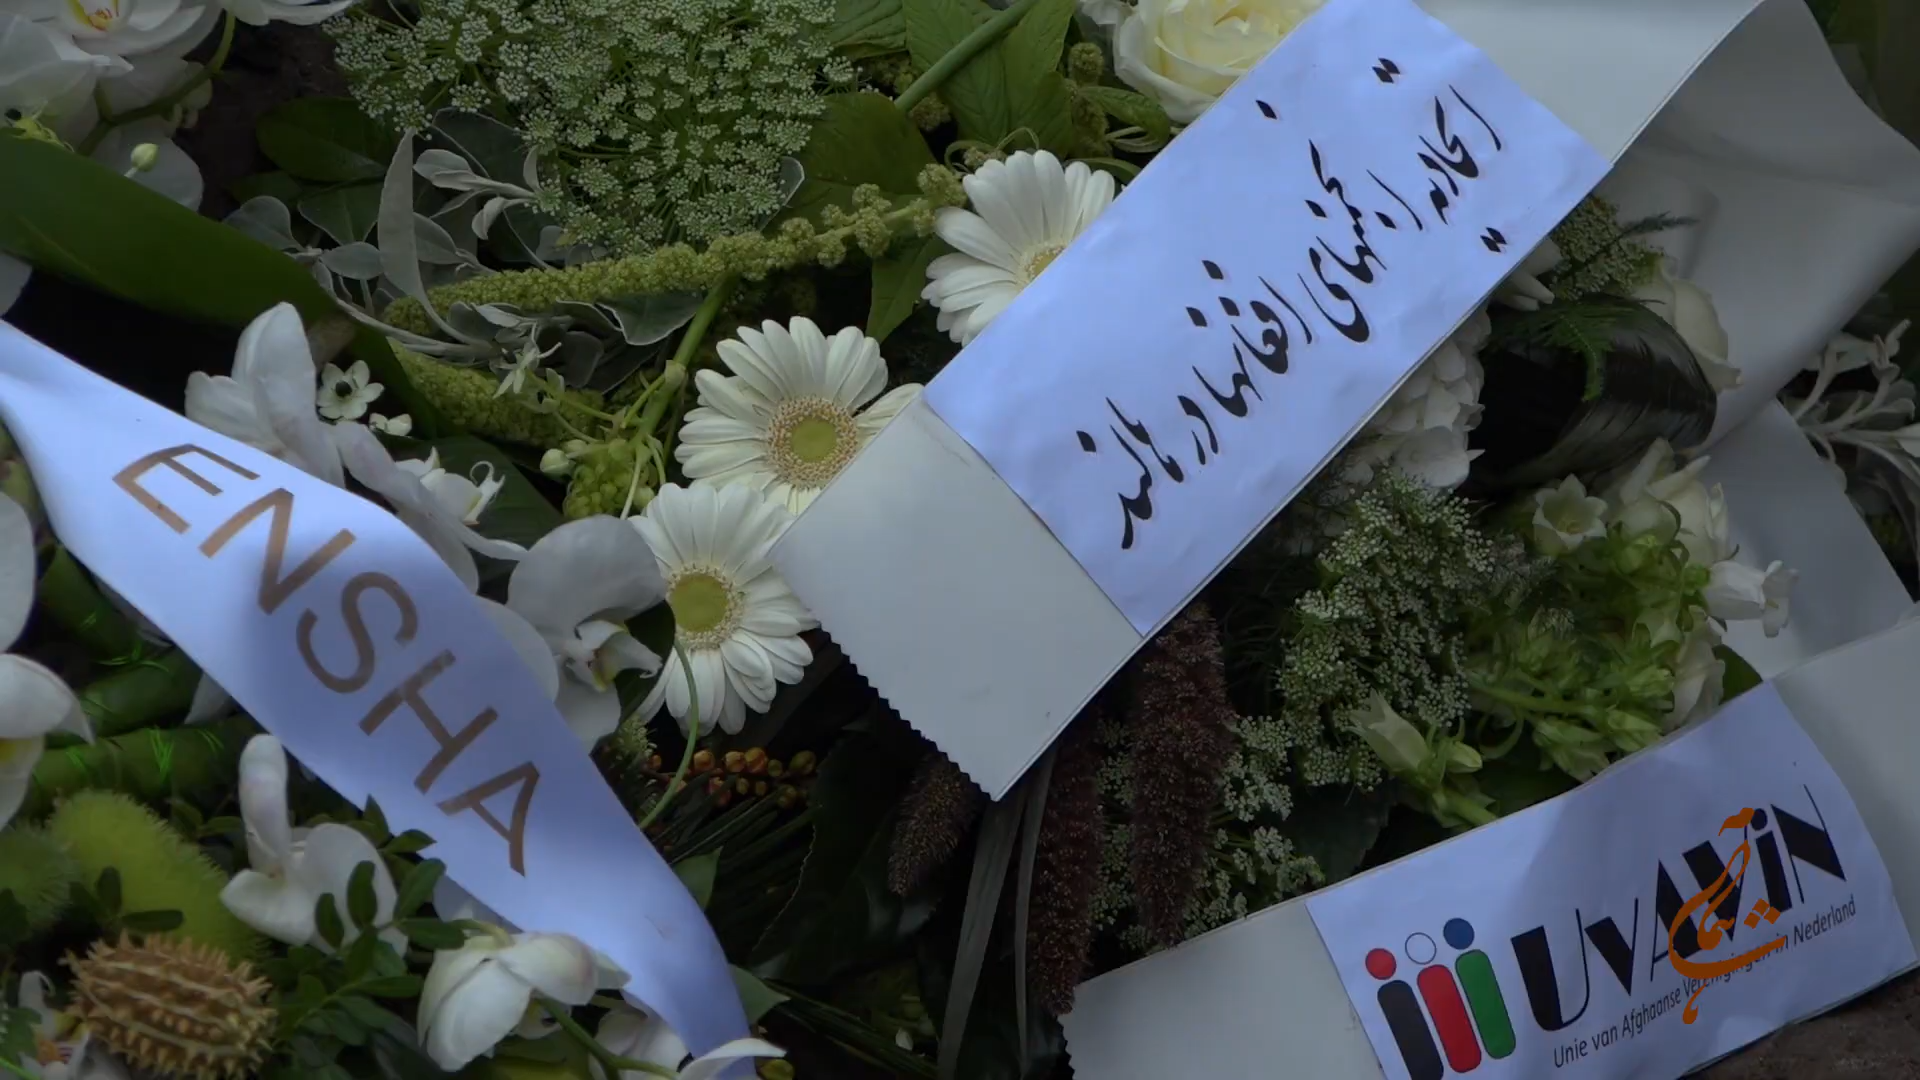 اتحادیه انجمنهای افغانها در هالند
ENSHA
UVAVIN
Unie van Afghaanse Verenigingen in Nederland